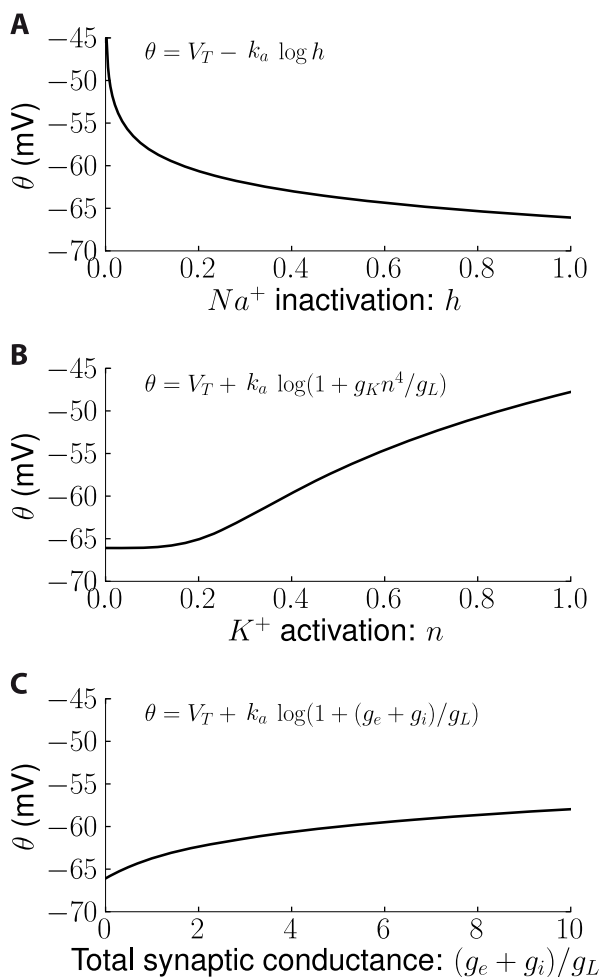 A
θ = V_T − k_a log h
−45
−50
−55
−60
−65
−70
θ (mV)
0.0 0.2 0.4 0.6 0.8 1.0
Na⁺ inactivation: h
B
θ = V_T + k_a log(1 + g_K n⁴/g_L)
−45
−50
−55
−60
−65
−70
θ (mV)
0.0 0.2 0.4 0.6 0.8 1.0
K⁺ activation: n
C
θ = V_T + k_a log(1 + (g_e + g_i)/g_L)
−45
−50
−55
−60
−65
−70
θ (mV)
0 2 4 6 8 10
Total synaptic conductance: (g_e + g_i)/g_L